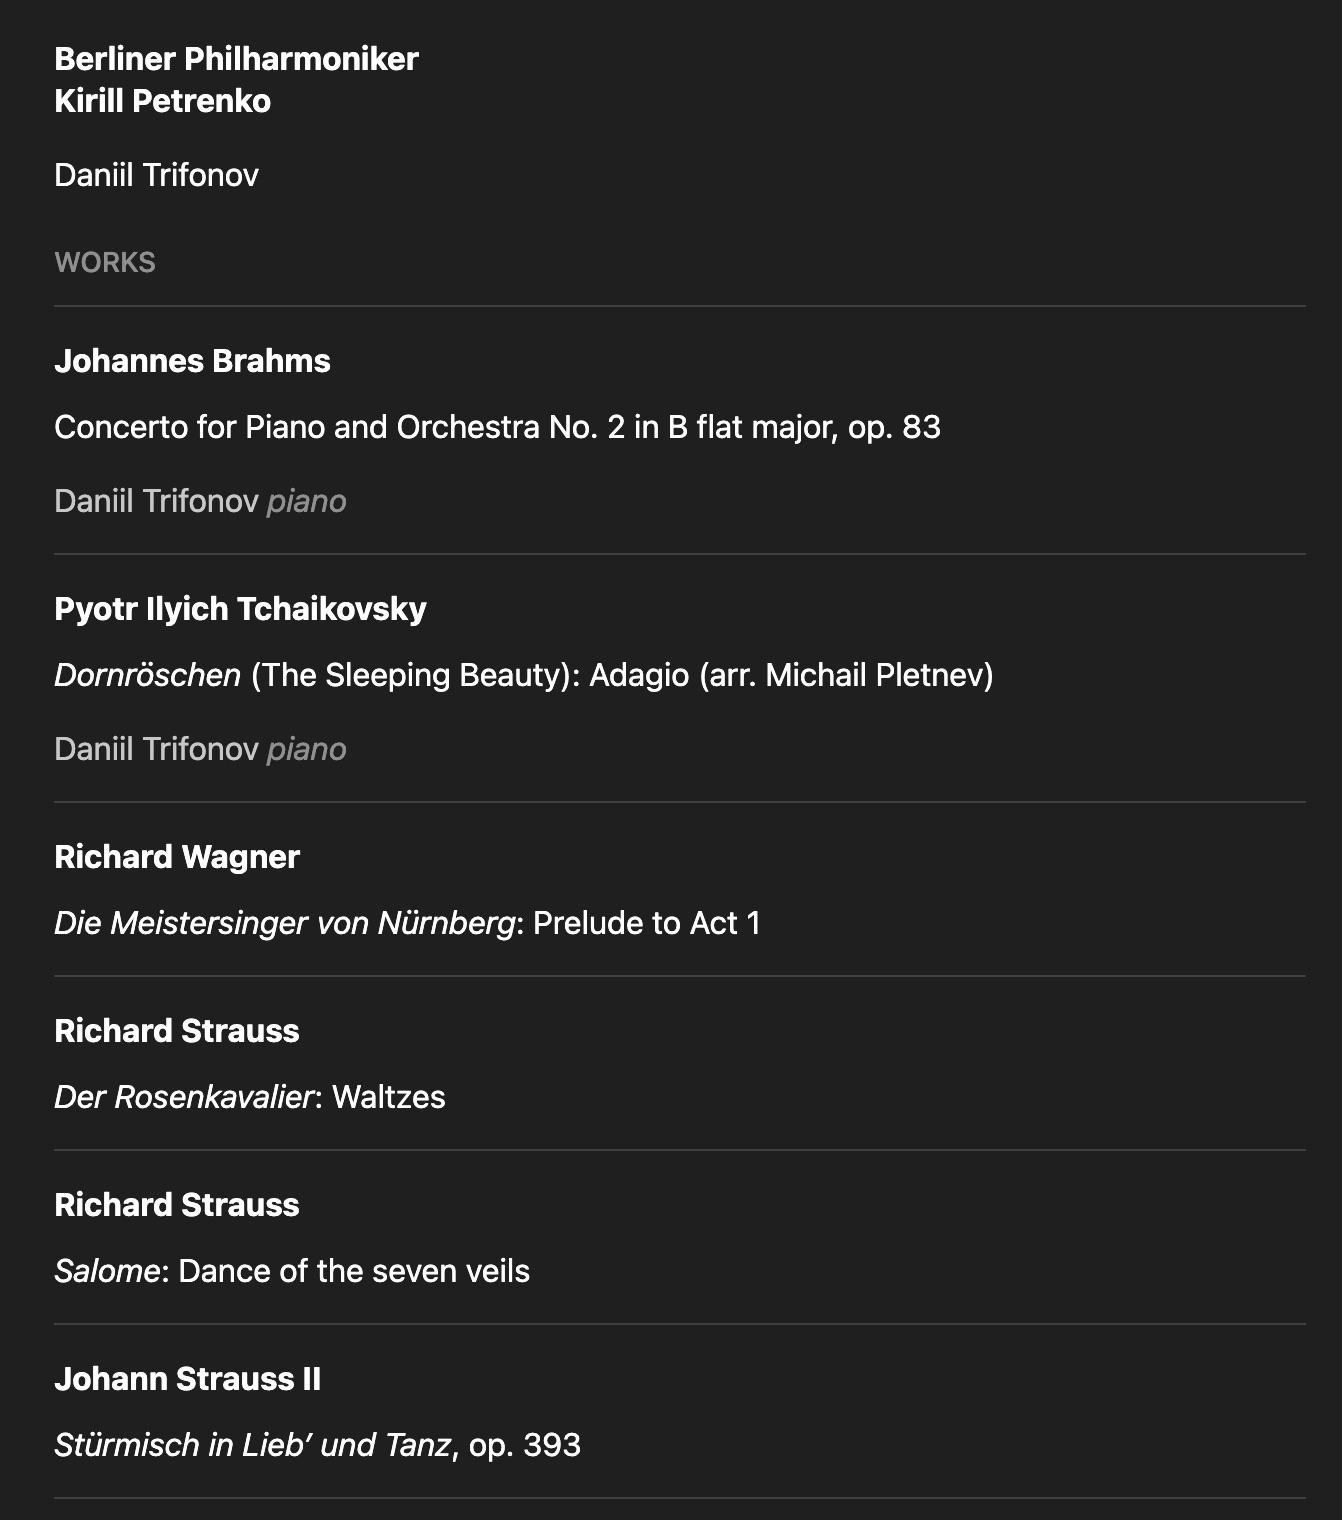 Berliner Philharmoniker
Kirill Petrenko
Daniil Trifonov
WORKS
Johannes Brahms
Concerto for Piano and Orchestra No. 2 in B flat major, op. 83
Daniil Trifonov piano
Pyotr Ilyich Tchaikovsky
Dornröschen (The Sleeping Beauty): Adagio (arr. Michail Pletnev)
Daniil Trifonov piano
Richard Wagner
Die Meistersinger von Nürnberg: Prelude to Act 1
Richard Strauss
Der Rosenkavalier: Waltzes
Richard Strauss
Salome: Dance of the seven veils
Johann Strauss II
Stürmisch in Lieb’ und Tanz, op. 393